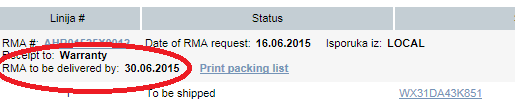 Linija # Status
RMA #: Date of RMA request: 16.06.2015 Isporuka iz: LOCAL
Receipt to: Warranty
RMA to be delivered by: 30.06.2015 Print packing list
1 To be shipped WX31DA43K851